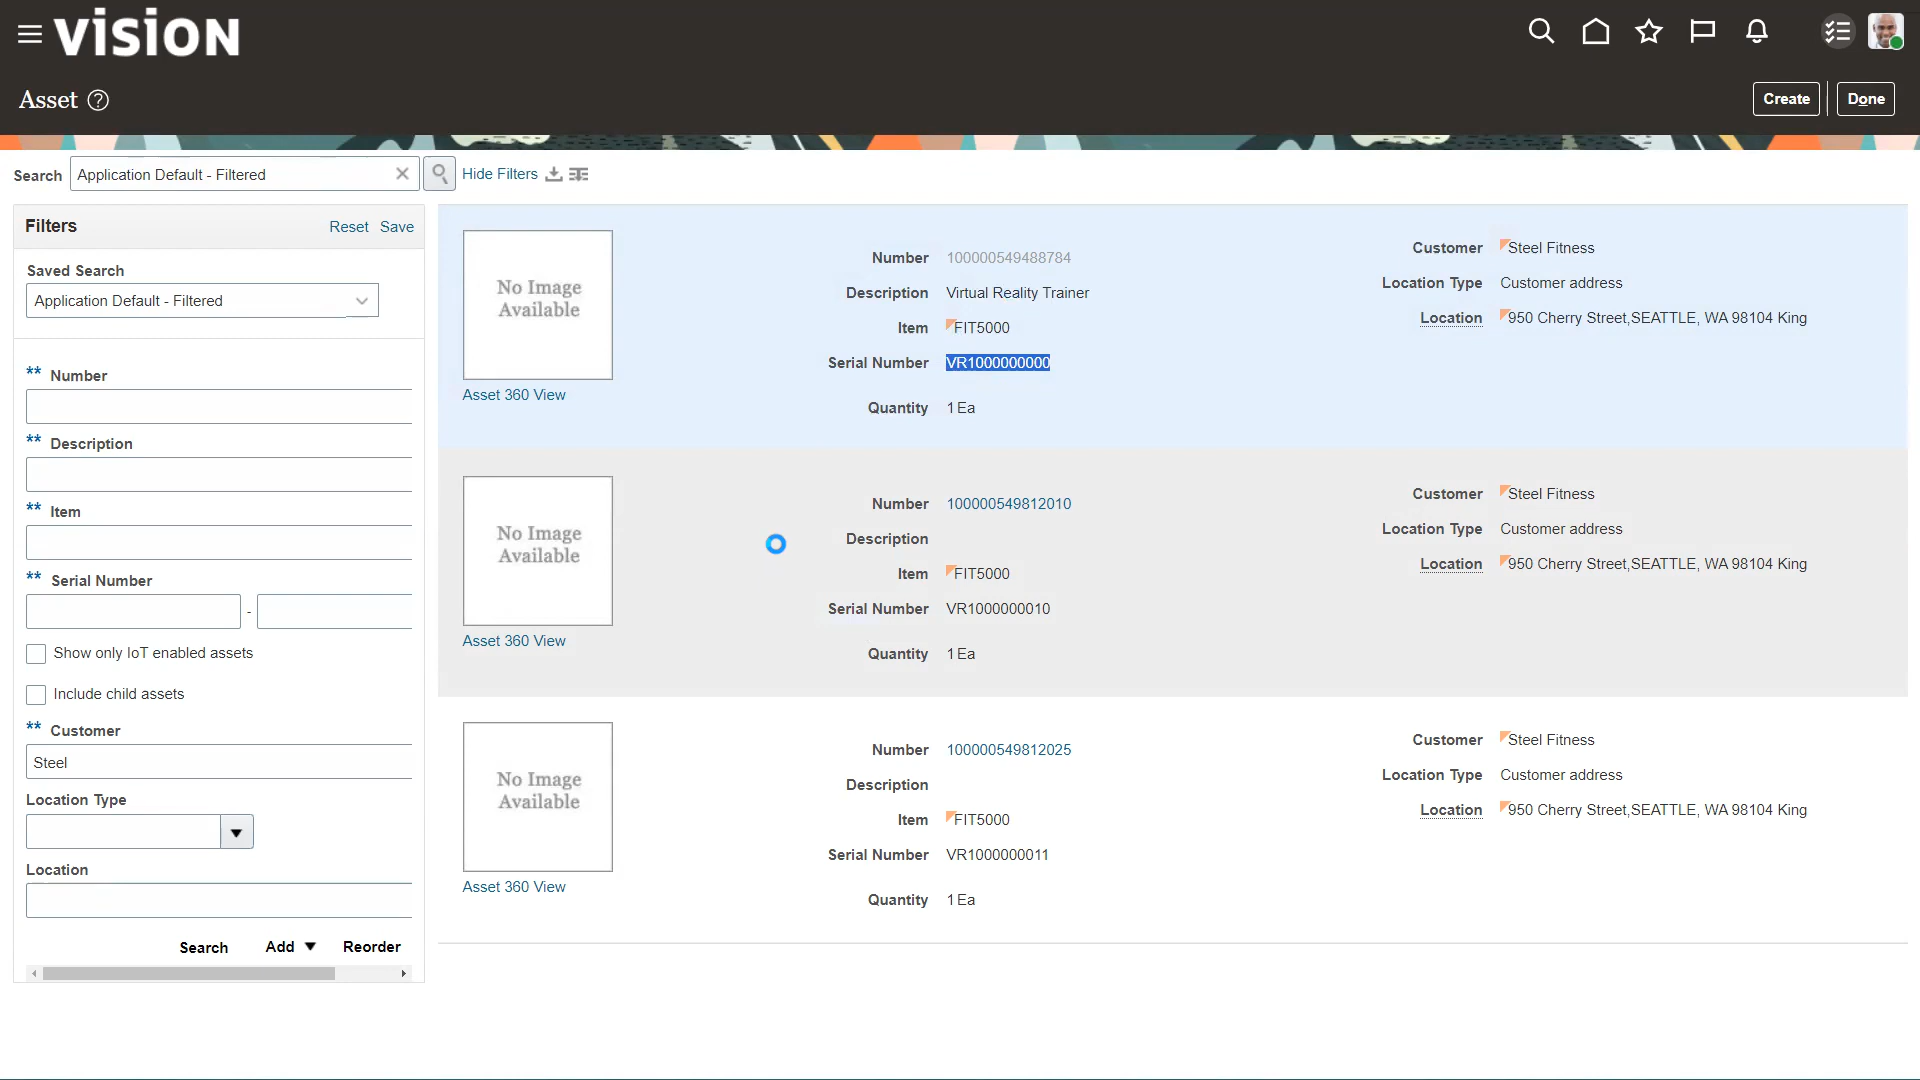 vision
Asset ?
Create
Done
Search Application Default - Filtered
Hide Filters
Filters
Reset Save
Saved Search
Application Default - Filtered
** Number
** Description
** Item
** Serial Number
-
Show only IoT enabled assets
Include child assets
** Customer
Steel
Location Type
Location
Search Add Reorder
No Image
Available
Asset 360 View
Number 100000549488784
Description Virtual Reality Trainer
Item FIT5000
Serial Number VR1000000000
Quantity 1 Ea
Customer Steel Fitness
Location Type Customer address
Location 950 Cherry Street,SEATTLE, WA 98104 King
No Image
Available
Asset 360 View
Number 100000549812010
Description
Item FIT5000
Serial Number VR1000000010
Quantity 1 Ea
Customer Steel Fitness
Location Type Customer address
Location 950 Cherry Street,SEATTLE, WA 98104 King
No Image
Available
Asset 360 View
Number 100000549812025
Description
Item FIT5000
Serial Number VR1000000011
Quantity 1 Ea
Customer Steel Fitness
Location Type Customer address
Location 950 Cherry Street,SEATTLE, WA 98104 King